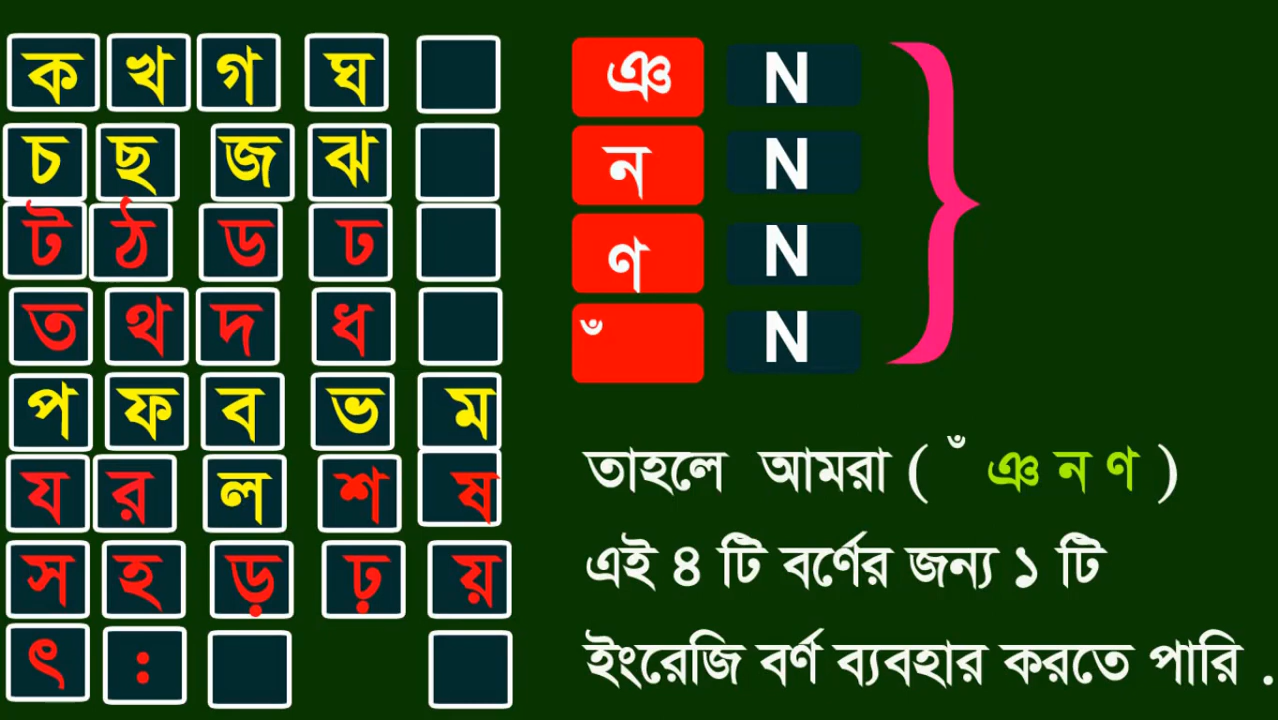 ক খ গ ঘ
চ ছ জ ঝ
ট ঠ ড ঢ
ত থ দ ধ
প ফ ব ভ ম
য র ল শ ষ
স হ ড় ঢ় য়
ৎ ঃ
ঞ N
ন N
ণ N
ঁ N
তাহলে আমরা ( ঁ ঞ ন ণ )
এই ৪ টি বর্ণের জন্য ১ টি
ইংরেজি বর্ণ ব্যবহার করতে পারি .